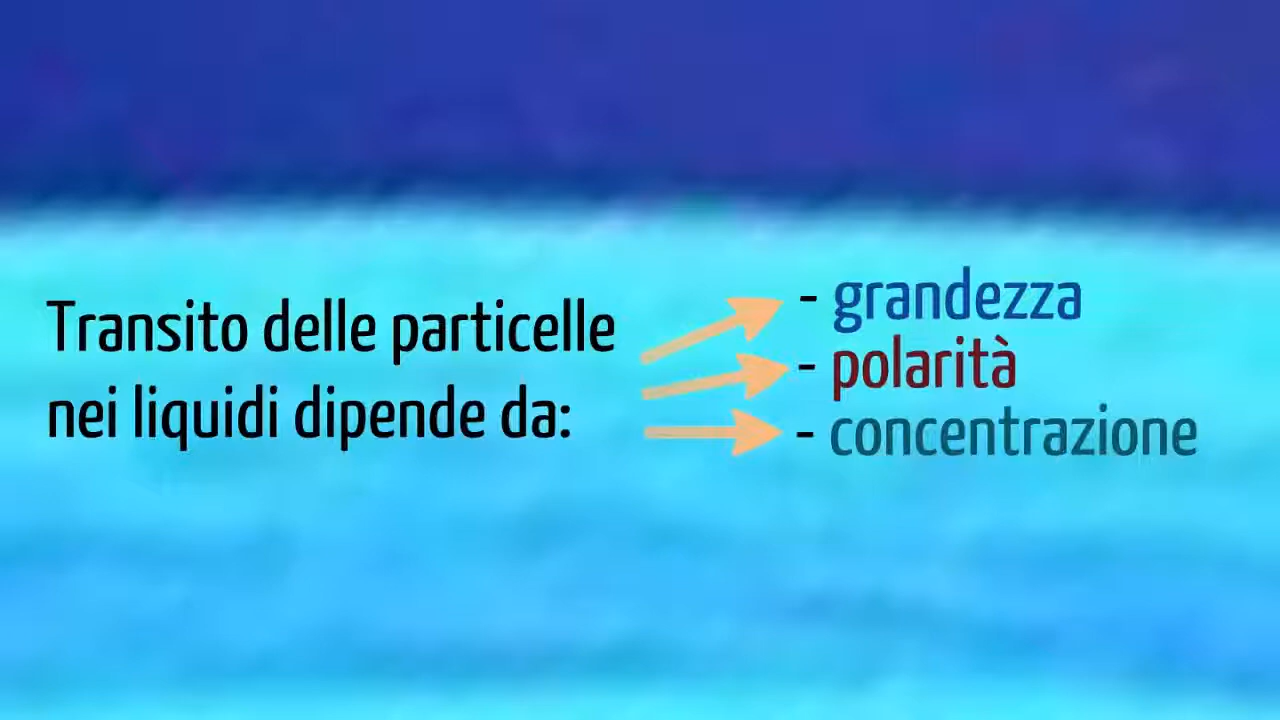 Transito delle particelle
nei liquidi dipende da:
- grandezza
- polarità
- concentrazione